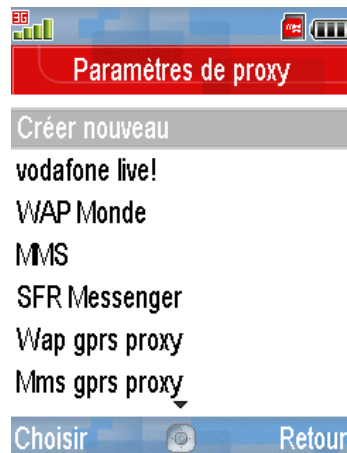 3G
Paramètres de proxy
Créer nouveau
vodafone live!
WAP Monde
MMS
SFR Messenger
Wap gprs proxy
Mms gprs proxy
Choisir Retour